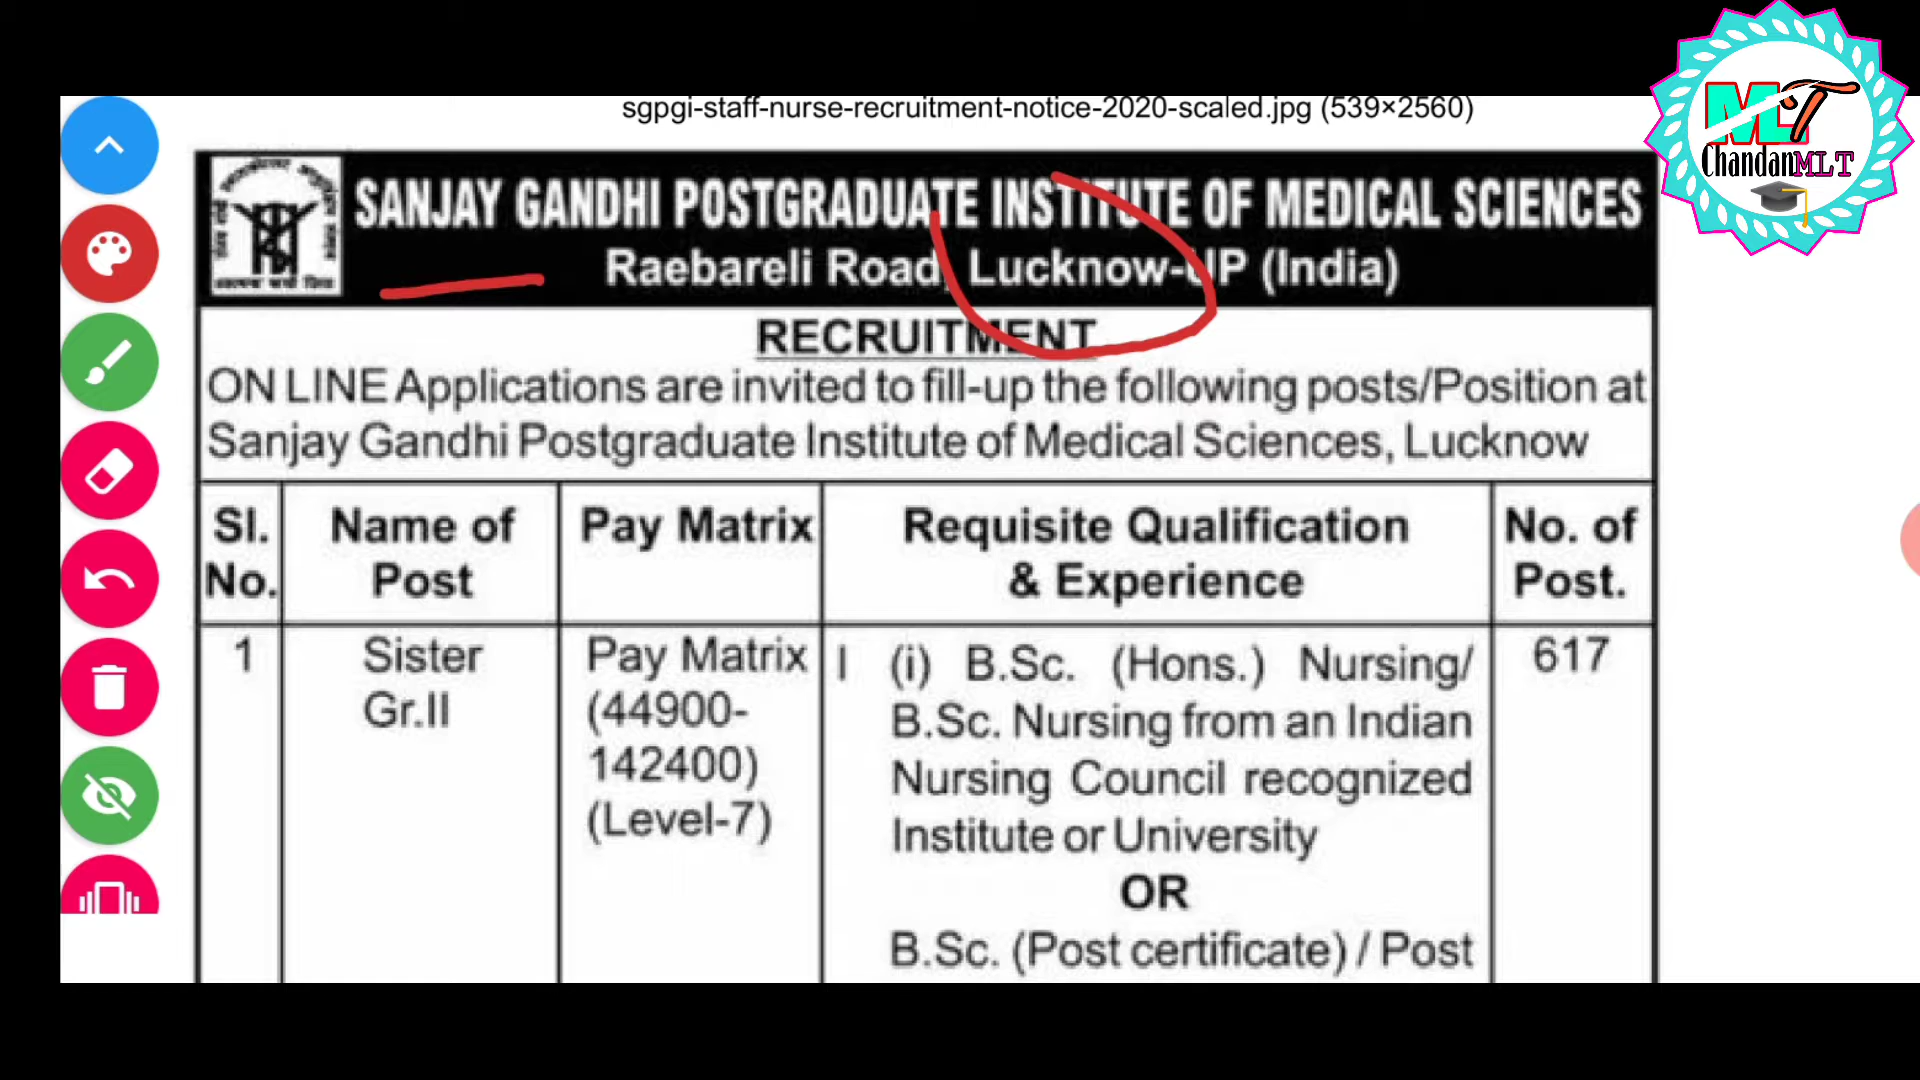 sgpgi-staff-nurse-recruitment-notice-2020-scaled.jpg (539×2560)
MLT
ChandanMLT
SANJAY GANDHI POSTGRADUATE INSTITUTE OF MEDICAL SCIENCES
Raebareli Road, Lucknow-UP (India)
RECRUITMENT
ON LINE Applications are invited to fill-up the following posts/Position at
Sanjay Gandhi Postgraduate Institute of Medical Sciences, Lucknow
Sl. No.
Name of Post
Pay Matrix
Requisite Qualification & Experience
No. of Post.
1
Sister
Gr.II
Pay Matrix
(44900-
142400)
(Level-7)
I (i) B.Sc. (Hons.) Nursing/
B.Sc. Nursing from an Indian
Nursing Council recognized
Institute or University
OR
B.Sc. (Post certificate) / Post
617